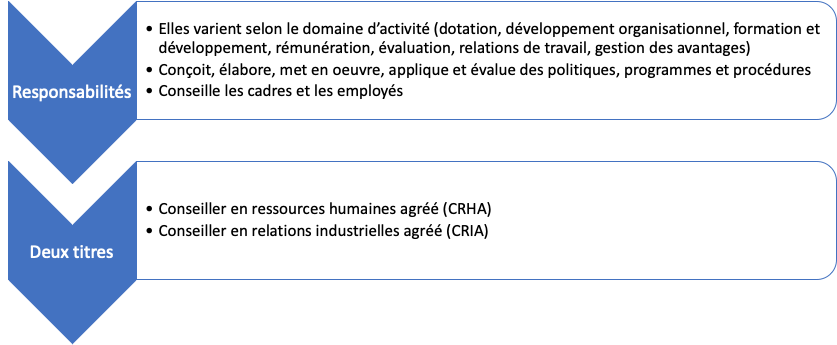 Responsabilités
• Elles varient selon le domaine d’activité (dotation, développement organisationnel, formation et
développement, rémunération, évaluation, relations de travail, gestion des avantages)
• Conçoit, élabore, met en oeuvre, applique et évalue des politiques, programmes et procédures
• Conseille les cadres et les employés
Deux titres
• Conseiller en ressources humaines agréé (CRHA)
• Conseiller en relations industrielles agréé (CRIA)